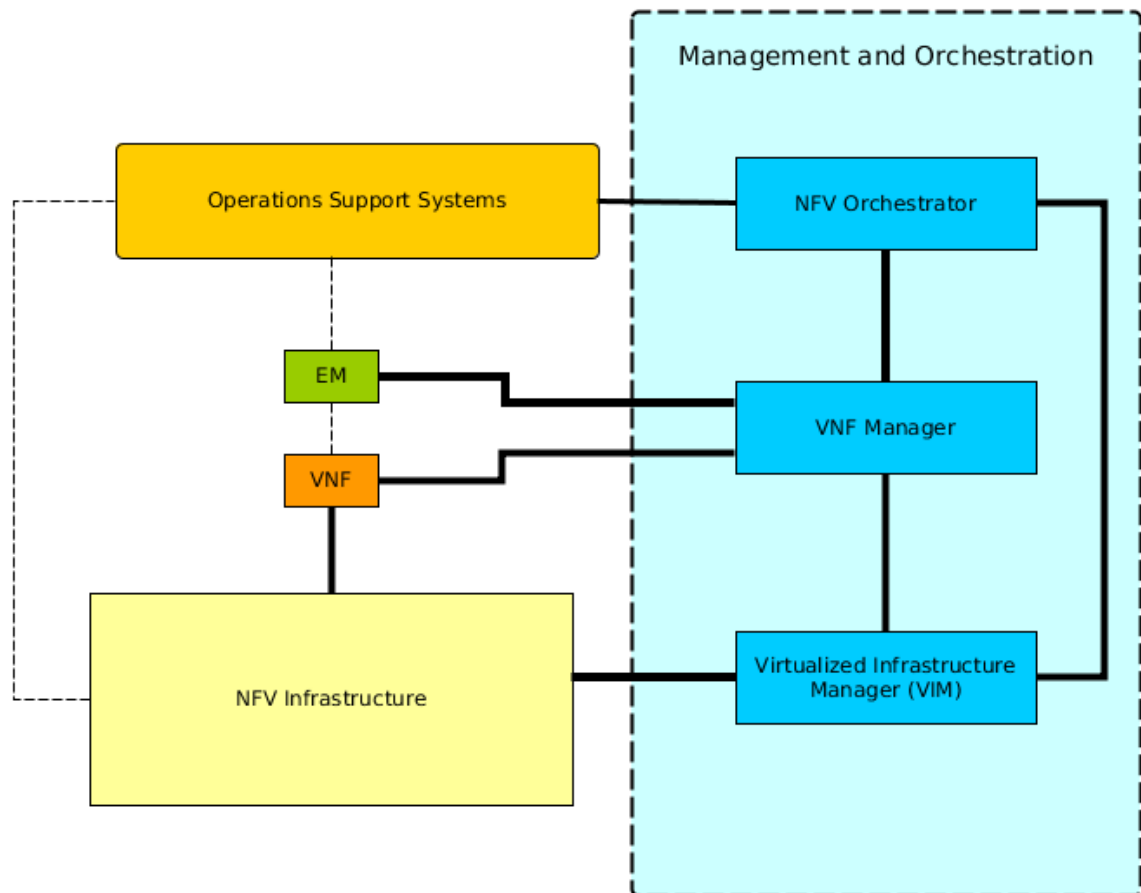 Management and Orchestration
Operations Support Systems
NFV Orchestrator
EM
VNF Manager
VNF
Virtualized Infrastructure
Manager (VIM)
NFV Infrastructure